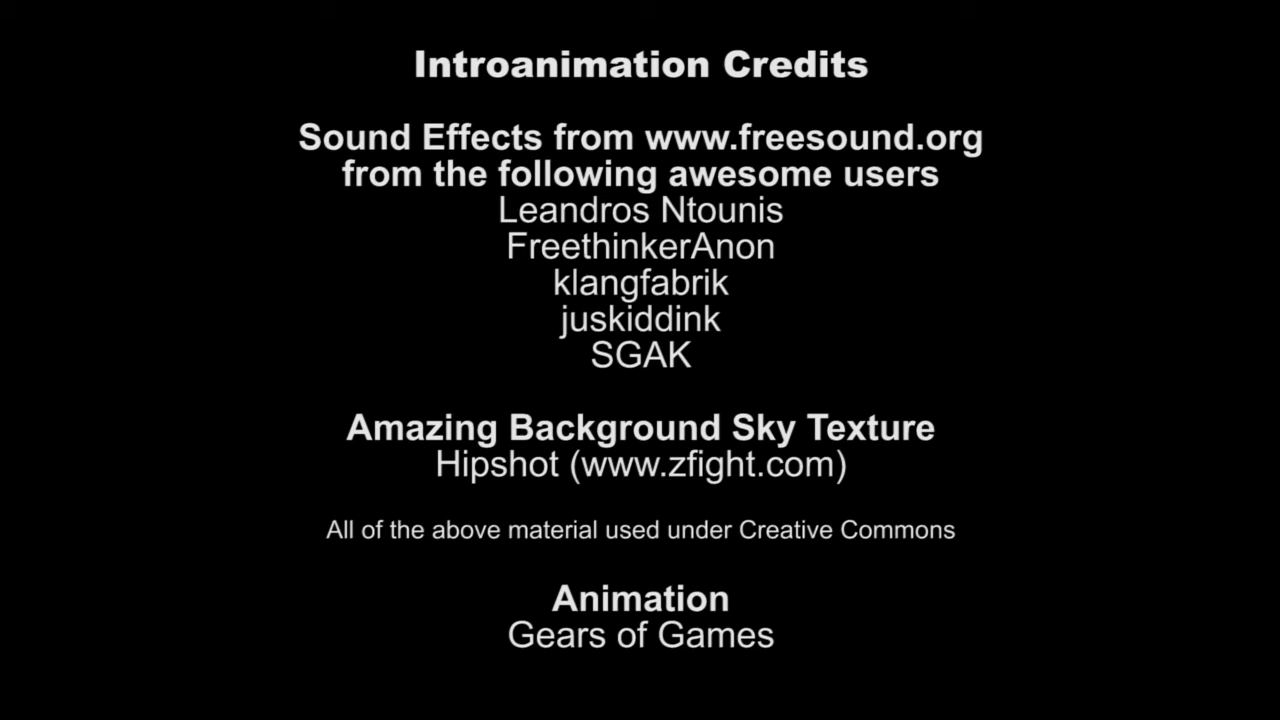 Introanimation Credits
Sound Effects from www.freesound.org
from the following awesome users
Leandros Ntounis
FreethinkerAnon
klangfabrik
juskiddink
SGAK
Amazing Background Sky Texture
Hipshot (www.zfight.com)
All of the above material used under Creative Commons
Animation
Gears of Games